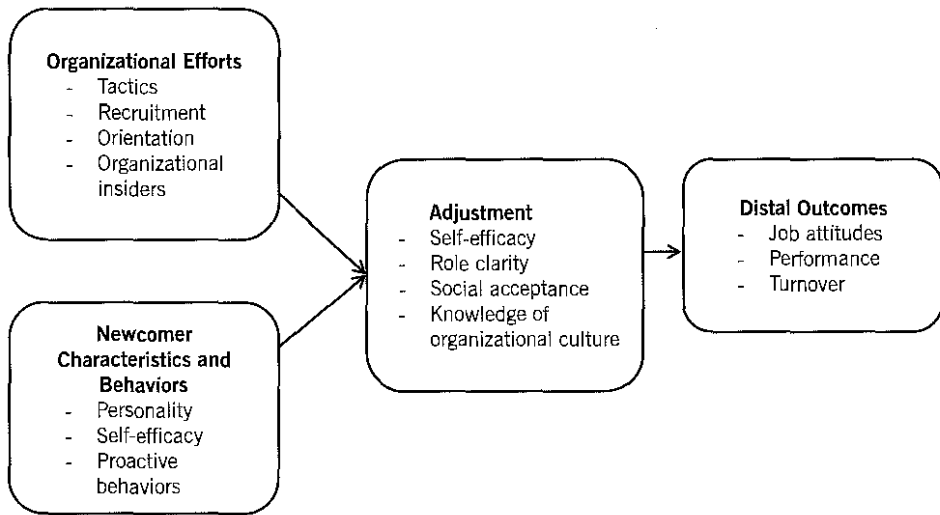 Organizational Efforts
- Tactics
- Recruitment
- Orientation
- Organizational
insiders
Newcomer
Characteristics and
Behaviors
- Personality
- Self-efficacy
- Proactive
behaviors
Adjustment
- Self-efficacy
- Role clarity
- Social acceptance
- Knowledge of
organizational culture
Distal Outcomes
- Job attitudes
- Performance
- Turnover